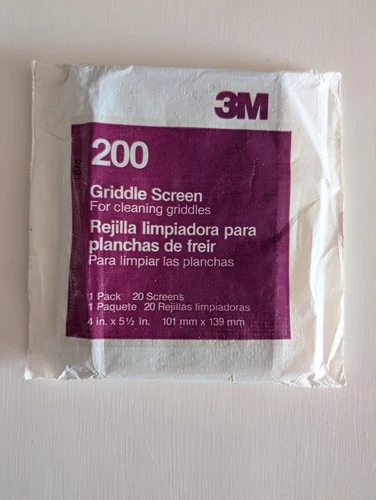 3M
200
Griddle Screen
For cleaning griddles
Rejilla limpiadora para
planchas de freir
Para limpiar las planchas
1 Pack 20 Screens
1 Paquete 20 Rejillas limpiadoras
4 in. x 5½ in. 101 mm x 139 mm